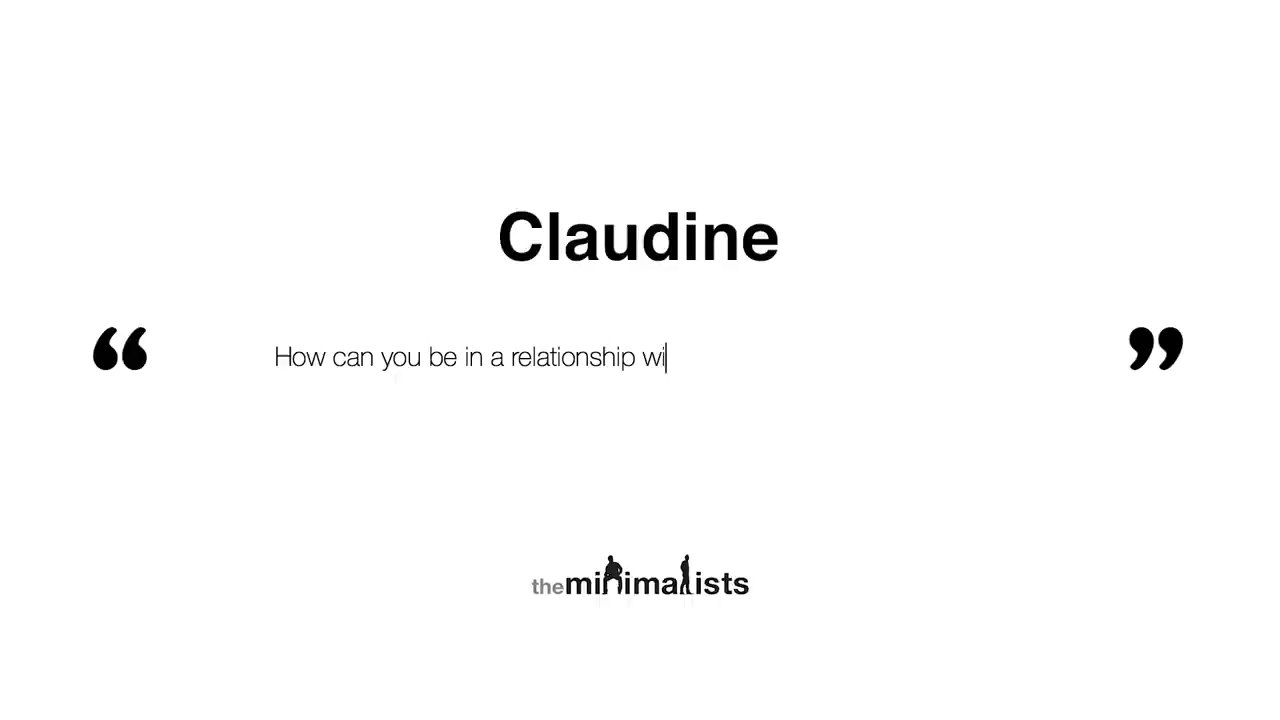 Claudine
“ How can you be in a relationship wi ”
theminimalists